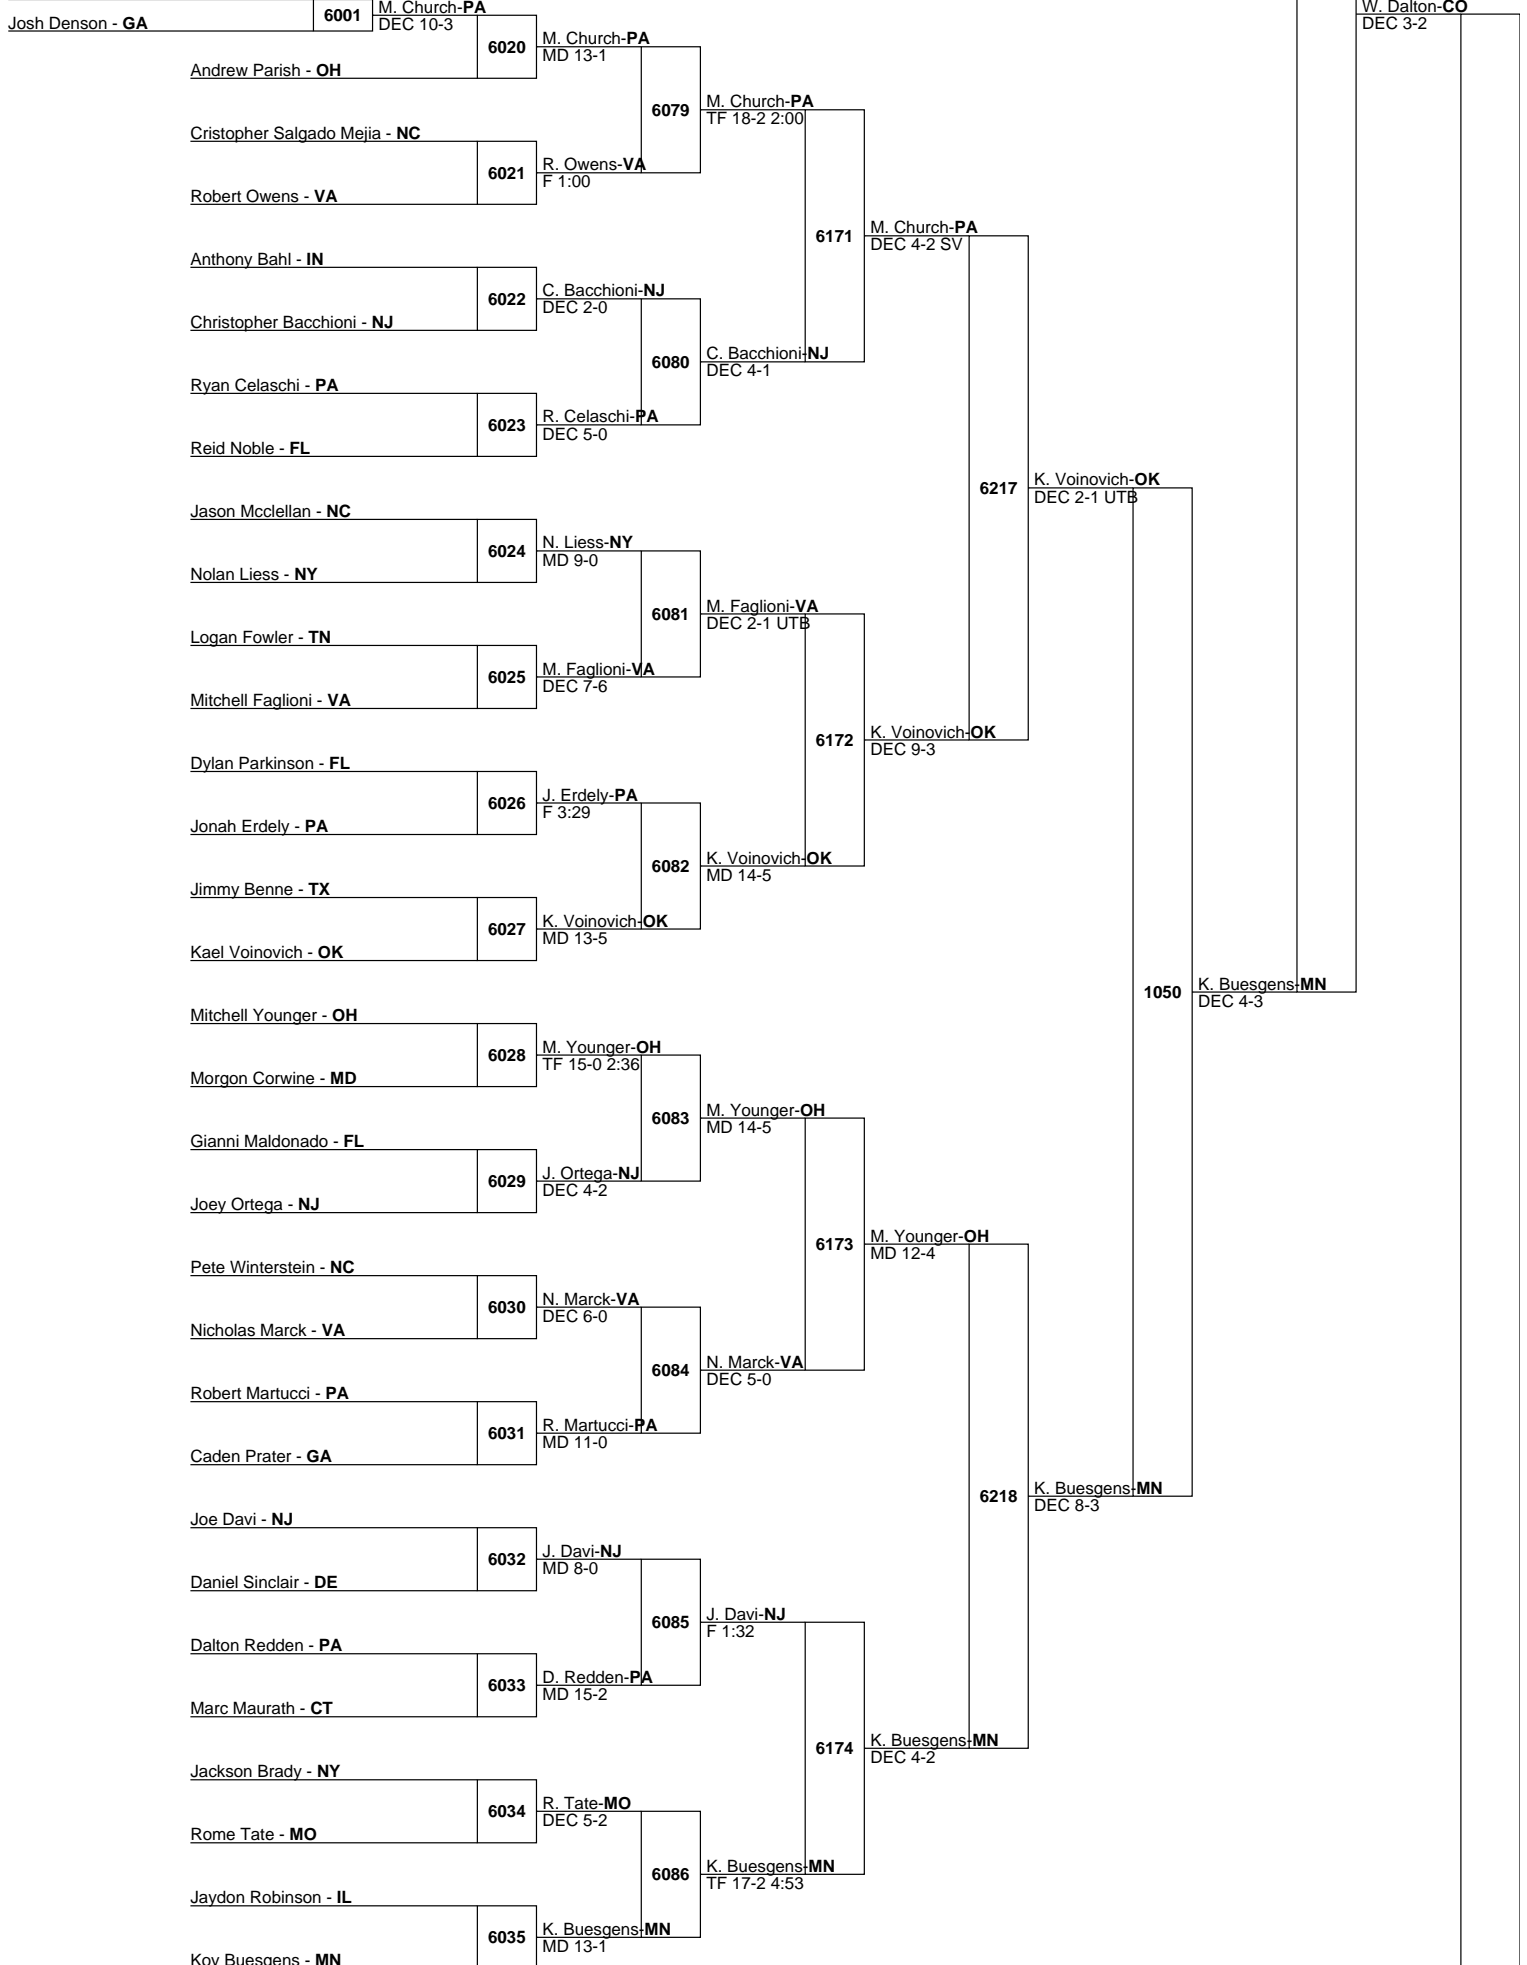 Josh Denson - GA
6001
M. Church-PA
DEC 10-3
W. Dalton-CO
DEC 3-2
Andrew Parish - OH
6020
M. Church-PA
MD 13-1
6079
M. Church-PA
TF 18-2 2:00
Cristopher Salgado Mejia - NC
6021
R. Owens-VA
F 1:00
Robert Owens - VA
6171
M. Church-PA
DEC 4-2 SV
Anthony Bahl - IN
6022
C. Bacchioni-NJ
DEC 2-0
Christopher Bacchioni - NJ
6080
C. Bacchioni-NJ
DEC 4-1
Ryan Celaschi - PA
6023
R. Celaschi-PA
DEC 5-0
Reid Noble - FL
6217
K. Voinovich-OK
DEC 2-1 UTB
Jason Mcclellan - NC
6024
N. Liess-NY
MD 9-0
Nolan Liess - NY
6081
M. Faglioni-VA
DEC 2-1 UTB
Logan Fowler - TN
6025
M. Faglioni-VA
DEC 7-6
Mitchell Faglioni - VA
6172
K. Voinovich-OK
DEC 9-3
Dylan Parkinson - FL
6026
J. Erdely-PA
F 3:29
Jonah Erdely - PA
6082
K. Voinovich-OK
MD 14-5
Jimmy Benne - TX
6027
K. Voinovich-OK
MD 13-5
Kael Voinovich - OK
1050
K. Buesgens-MN
DEC 4-3
Mitchell Younger - OH
6028
M. Younger-OH
TF 15-0 2:36
Morgon Corwine - MD
6083
M. Younger-OH
MD 14-5
Gianni Maldonado - FL
6029
J. Ortega-NJ
DEC 4-2
Joey Ortega - NJ
6173
M. Younger-OH
MD 12-4
Pete Winterstein - NC
6030
N. Marck-VA
DEC 6-0
Nicholas Marck - VA
6084
N. Marck-VA
DEC 5-0
Robert Martucci - PA
6031
R. Martucci-PA
MD 11-0
Caden Prater - GA
6218
K. Buesgens-MN
DEC 8-3
Joe Davi - NJ
6032
J. Davi-NJ
MD 8-0
Daniel Sinclair - DE
6085
J. Davi-NJ
F 1:32
Dalton Redden - PA
6033
D. Redden-PA
MD 15-2
Marc Maurath - CT
6174
K. Buesgens-MN
DEC 4-2
Jackson Brady - NY
6034
R. Tate-MO
DEC 5-2
Rome Tate - MO
6086
K. Buesgens-MN
TF 17-2 4:53
Jaydon Robinson - IL
6035
K. Buesgens-MN
MD 13-1
Koy Buesgens - MN